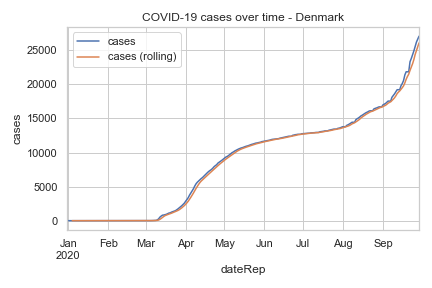 COVID-19 cases over time - Denmark
cases
cases (rolling)
25000
20000
15000
10000
5000
0
cases
Jan Feb Mar Apr May Jun Jul Aug Sep
2020
dateRep